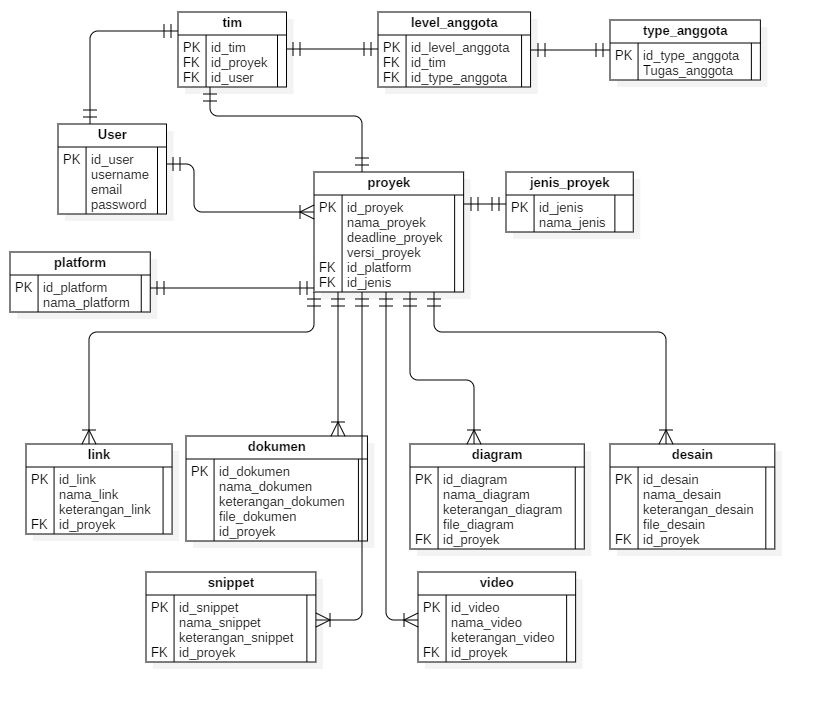 tim
PK id_tim
FK id_proyek
FK id_user
level_anggota
PK id_level_anggota
FK id_tim
FK id_type_anggota
type_anggota
PK id_type_anggota
Tugas_anggota
User
PK id_user
username
email
password
proyek
PK id_proyek
nama_proyek
deadline_proyek
versi_proyek
FK id_platform
FK id_jenis
jenis_proyek
PK id_jenis
nama_jenis
platform
PK id_platform
nama_platform
link
PK id_link
nama_link
keterangan_link
FK id_proyek
dokumen
PK id_dokumen
nama_dokumen
keterangan_dokumen
file_dokumen
id_proyek
diagram
PK id_diagram
nama_diagram
keterangan_diagram
file_diagram
FK id_proyek
desain
PK id_desain
nama_desain
keterangan_desain
file_desain
FK id_proyek
snippet
PK id_snippet
nama_snippet
keterangan_snippet
FK id_proyek
video
PK id_video
nama_video
keterangan_video
FK id_proyek